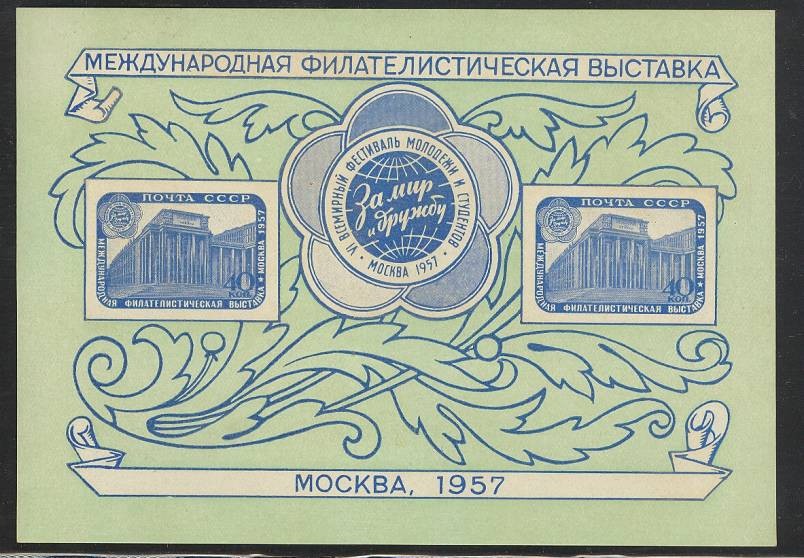 МЕЖДУНАРОДНАЯ ФИЛАТЕЛИСТИЧЕСКАЯ ВЫСТАВКА
VI ВСЕМИРНЫЙ ФЕСТИВАЛЬ МОЛОДЕЖИ И СТУДЕНТОВ
За мир
и дружбу
• МОСКВА 1957 •
ПОЧТА СССР
МЕЖДУНАРОДНАЯ ФИЛАТЕЛИСТИЧЕСКАЯ ВЫСТАВКА ★ МОСКВА 1957
40
КОП.
ПОЧТА СССР
МЕЖДУНАРОДНАЯ ФИЛАТЕЛИСТИЧЕСКАЯ ВЫСТАВКА ★ МОСКВА 1957
40
КОП.
МОСКВА, 1957